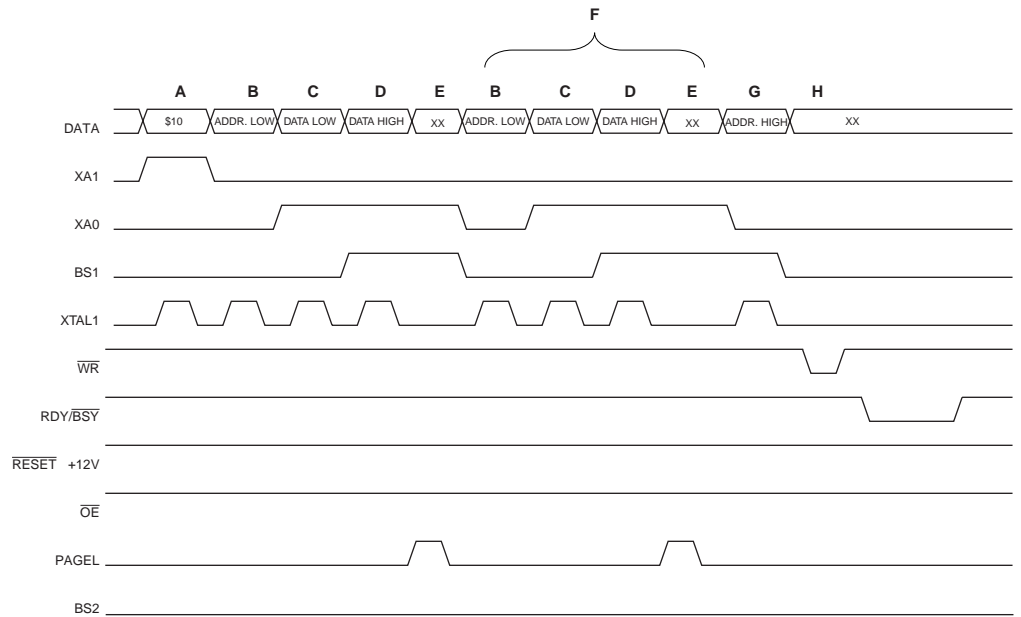 F
A B C D E B C D E G H
DATA $10 ADDR. LOW DATA LOW DATA HIGH XX ADDR. LOW DATA LOW DATA HIGH XX ADDR. HIGH XX
XA1
XA0
BS1
XTAL1
WR
RDY/BSY
RESET +12V
OE
PAGEL
BS2